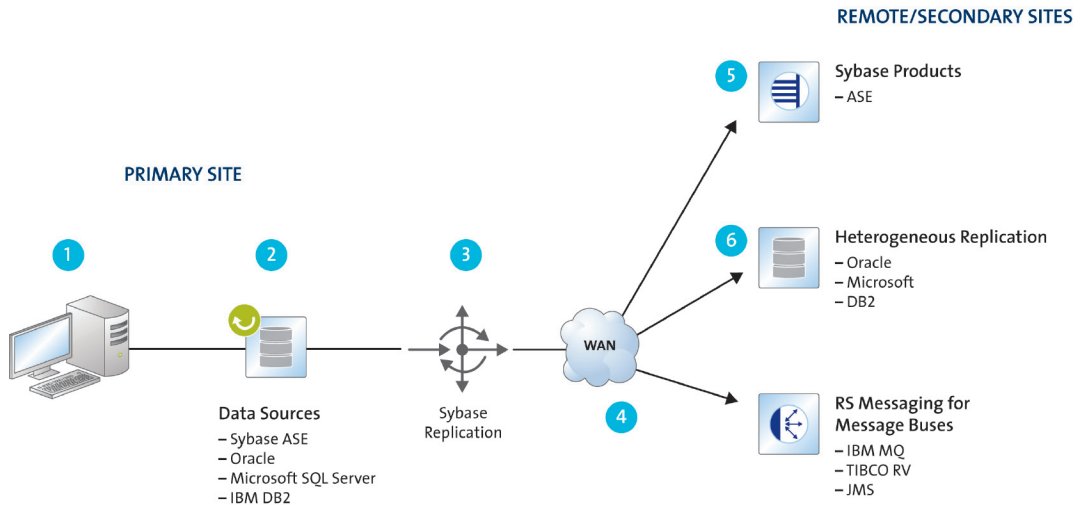 REMOTE/SECONDARY SITES
5
Sybase Products
– ASE
PRIMARY SITE
1
2
3
6
Heterogeneous Replication
– Oracle
– Microsoft
– DB2
WAN
4
Data Sources
– Sybase ASE
– Oracle
– Microsoft SQL Server
– IBM DB2
Sybase
Replication
RS Messaging for
Message Buses
– IBM MQ
– TIBCO RV
– JMS